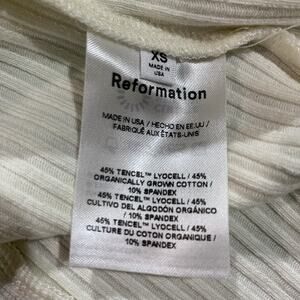 XS
MADE IN
USA
Reformation
MADE IN USA / HECHO EN EE.UU /
FABRIQUÉ AUX ÉTATS-UNIS
45% TENCEL™ LYOCELL / 45%
ORGANICALLY GROWN COTTON /
10% SPANDEX
45% TENCEL™ LYOCELL / 45%
CULTIVO DEL ALGODÓN ORGÁNICO
/ 10% SPANDEX
45% TENCEL™ LYOCELL / 45%
CULTURE DU COTON ORGANIQUE /
10% SPANDEX